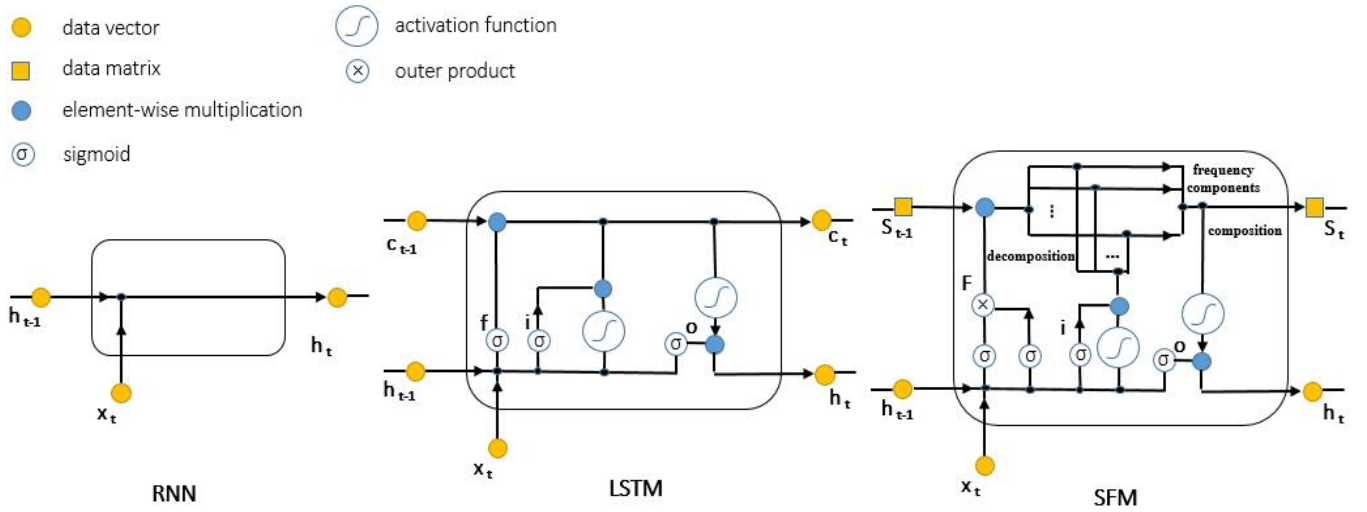 data vector
data matrix
element-wise multiplication
σ sigmoid
activation function
× outer product
h t-1
x t
h t
RNN
c t-1
c t
f
σ
i
σ
σ
o
h t-1
h t
x t
LSTM
S t-1
frequency
components
...
decomposition
...
composition
S t
F
×
i
σ
σ
σ
σ
o
h t-1
h t
x t
SFM